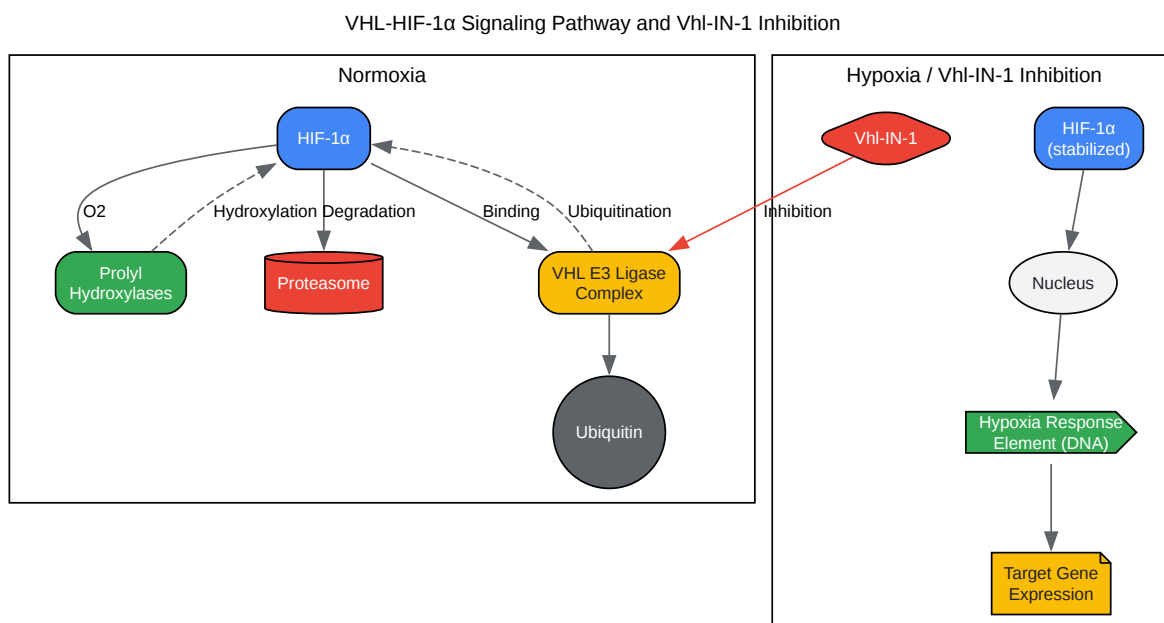 VHL-HIF-1α Signaling Pathway and Vhl-IN-1 Inhibition
Normoxia
HIF-1α
O2
Hydroxylation
Degradation
Binding
Ubiquitination
Prolyl
Hydroxylases
Proteasome
VHL E3 Ligase
Complex
Ubiquitin
Hypoxia / Vhl-IN-1 Inhibition
Vhl-IN-1
HIF-1α
(stabilized)
Inhibition
Nucleus
Hypoxia Response
Element (DNA)
Target Gene
Expression